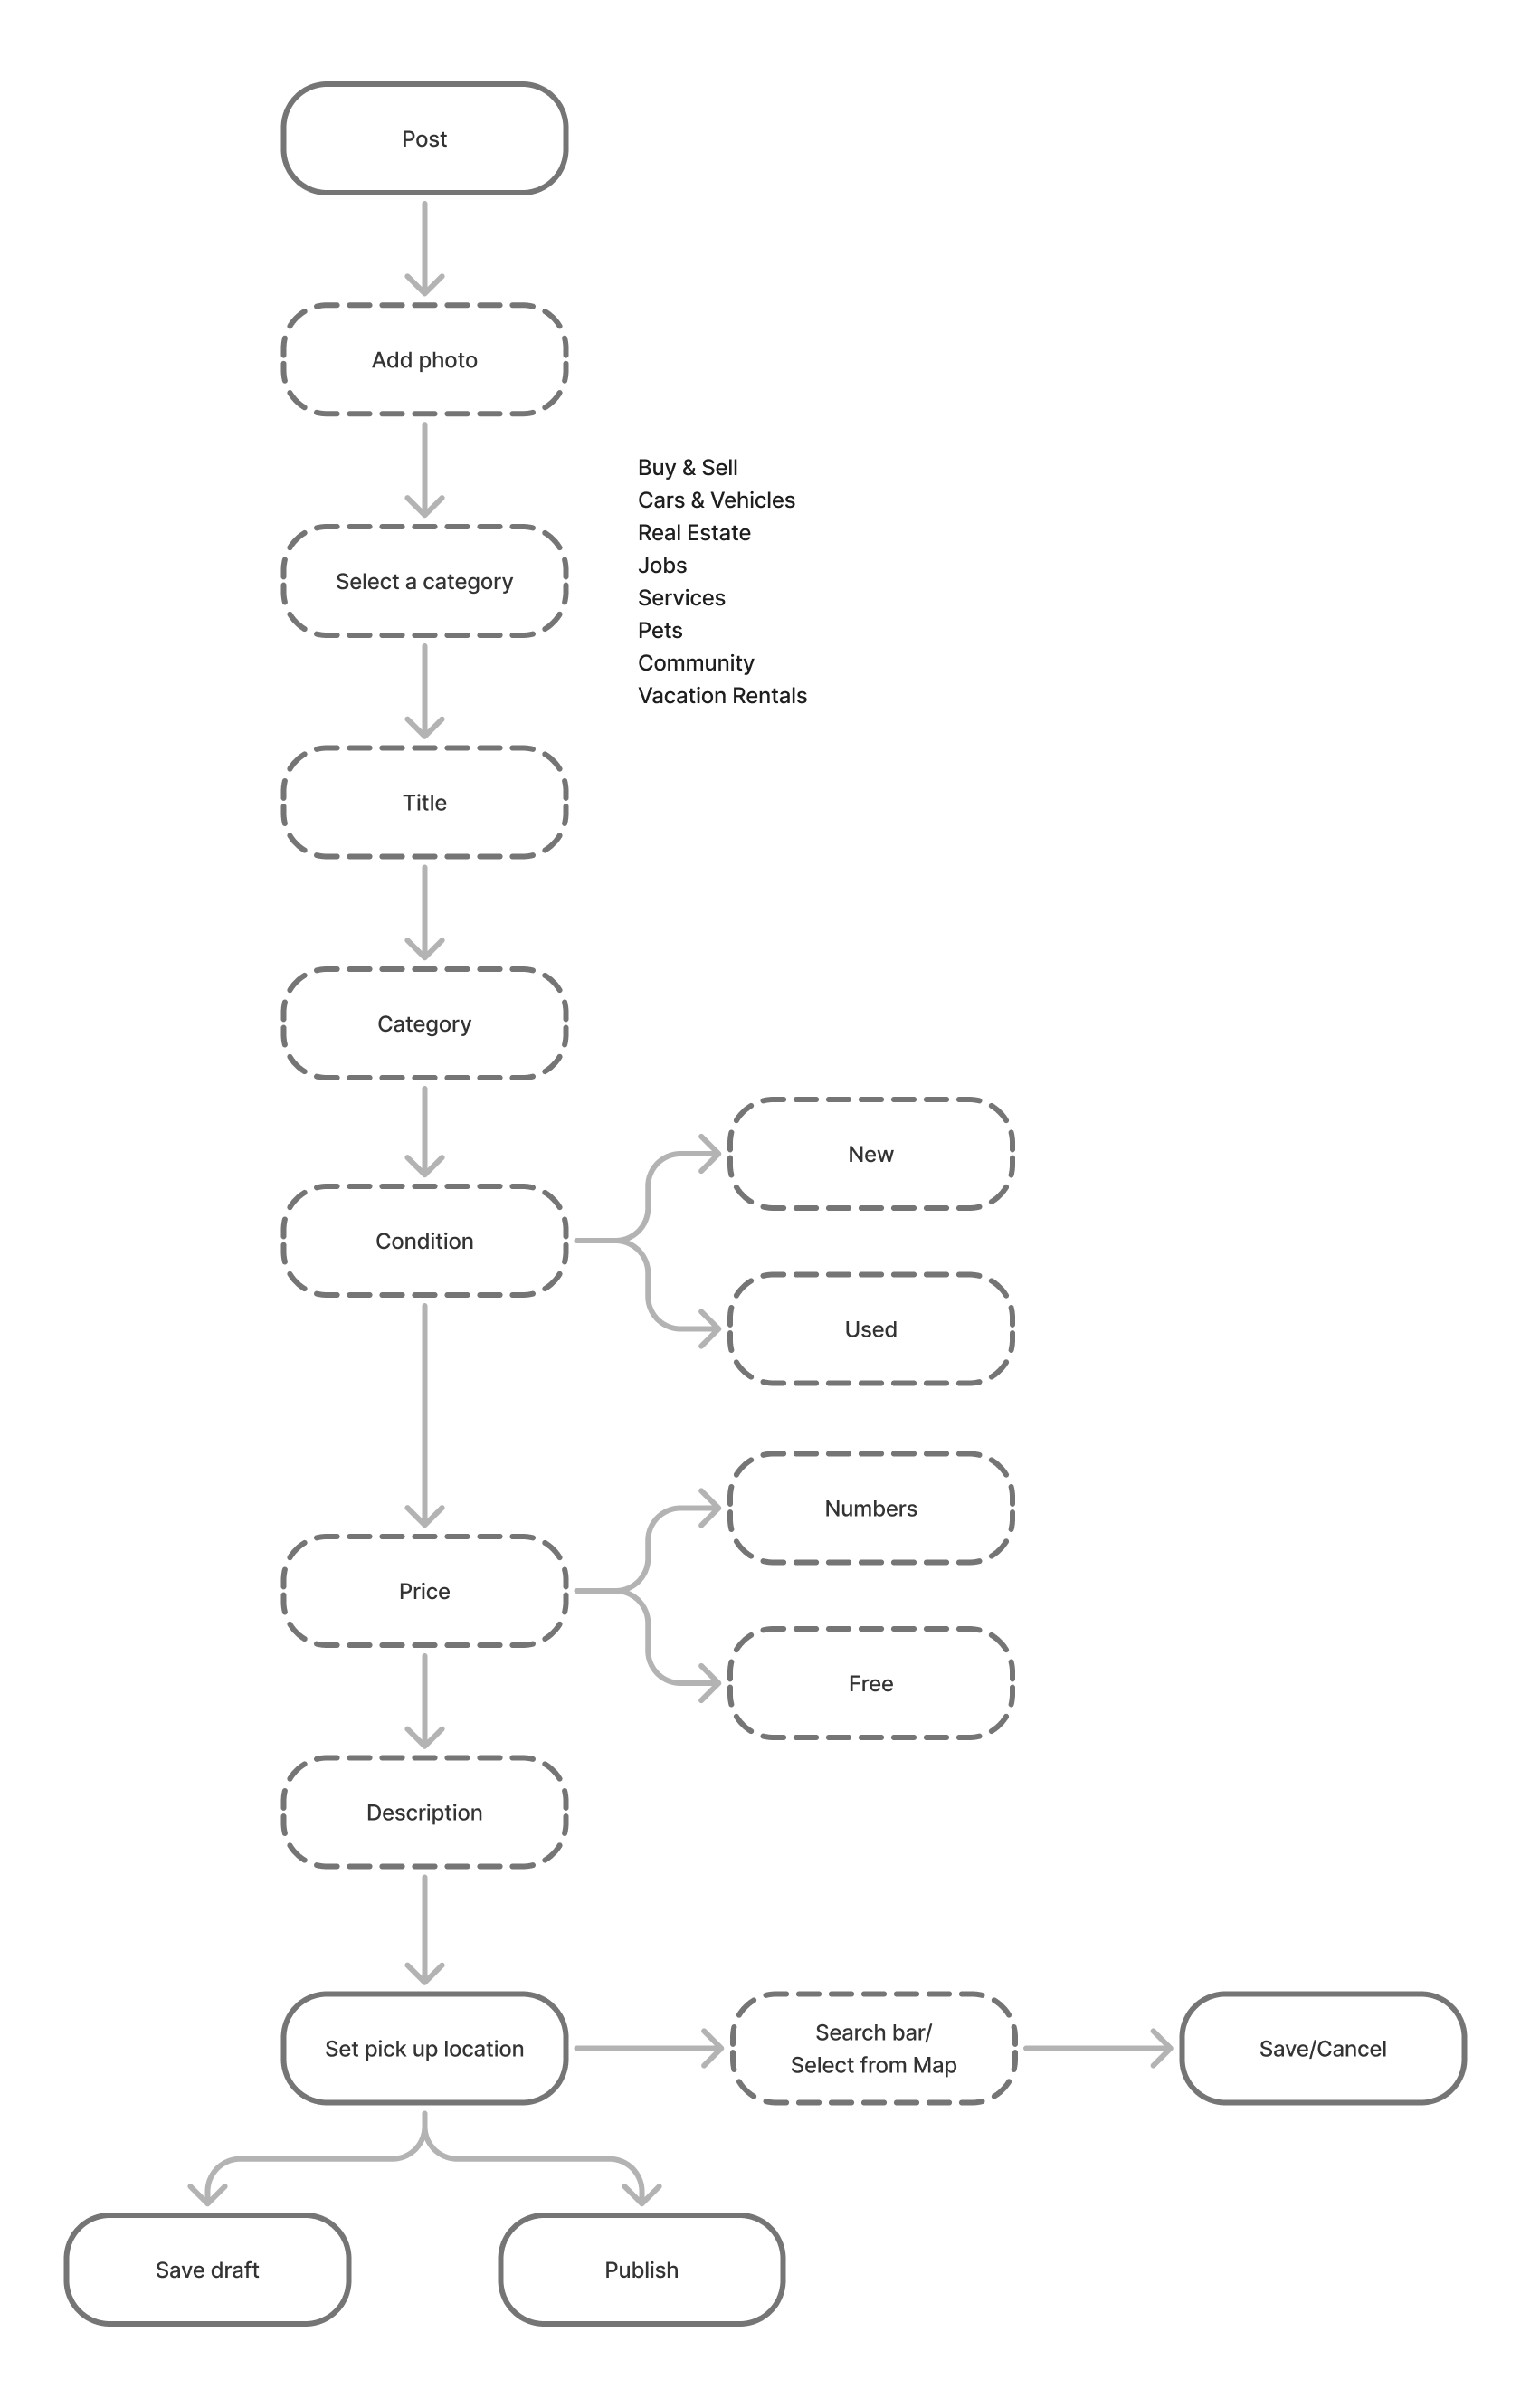 Post
Add photo
Buy & Sell
Cars & Vehicles
Real Estate
Jobs
Services
Pets
Community
Vacation Rentals
Select a category
Title
Category
Condition
New
Used
Price
Numbers
Free
Description
Set pick up location
Search bar/
Select from Map
Save/Cancel
Save draft
Publish